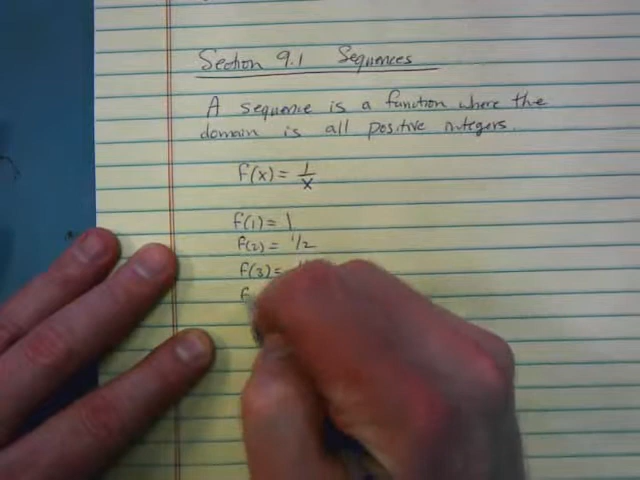 Section 9.1 Sequences
A sequence is a function where the
domain is all positive integers.
f(x) = 1/x
f(1) = 1
f(2) = 1/2
f(3) =
f